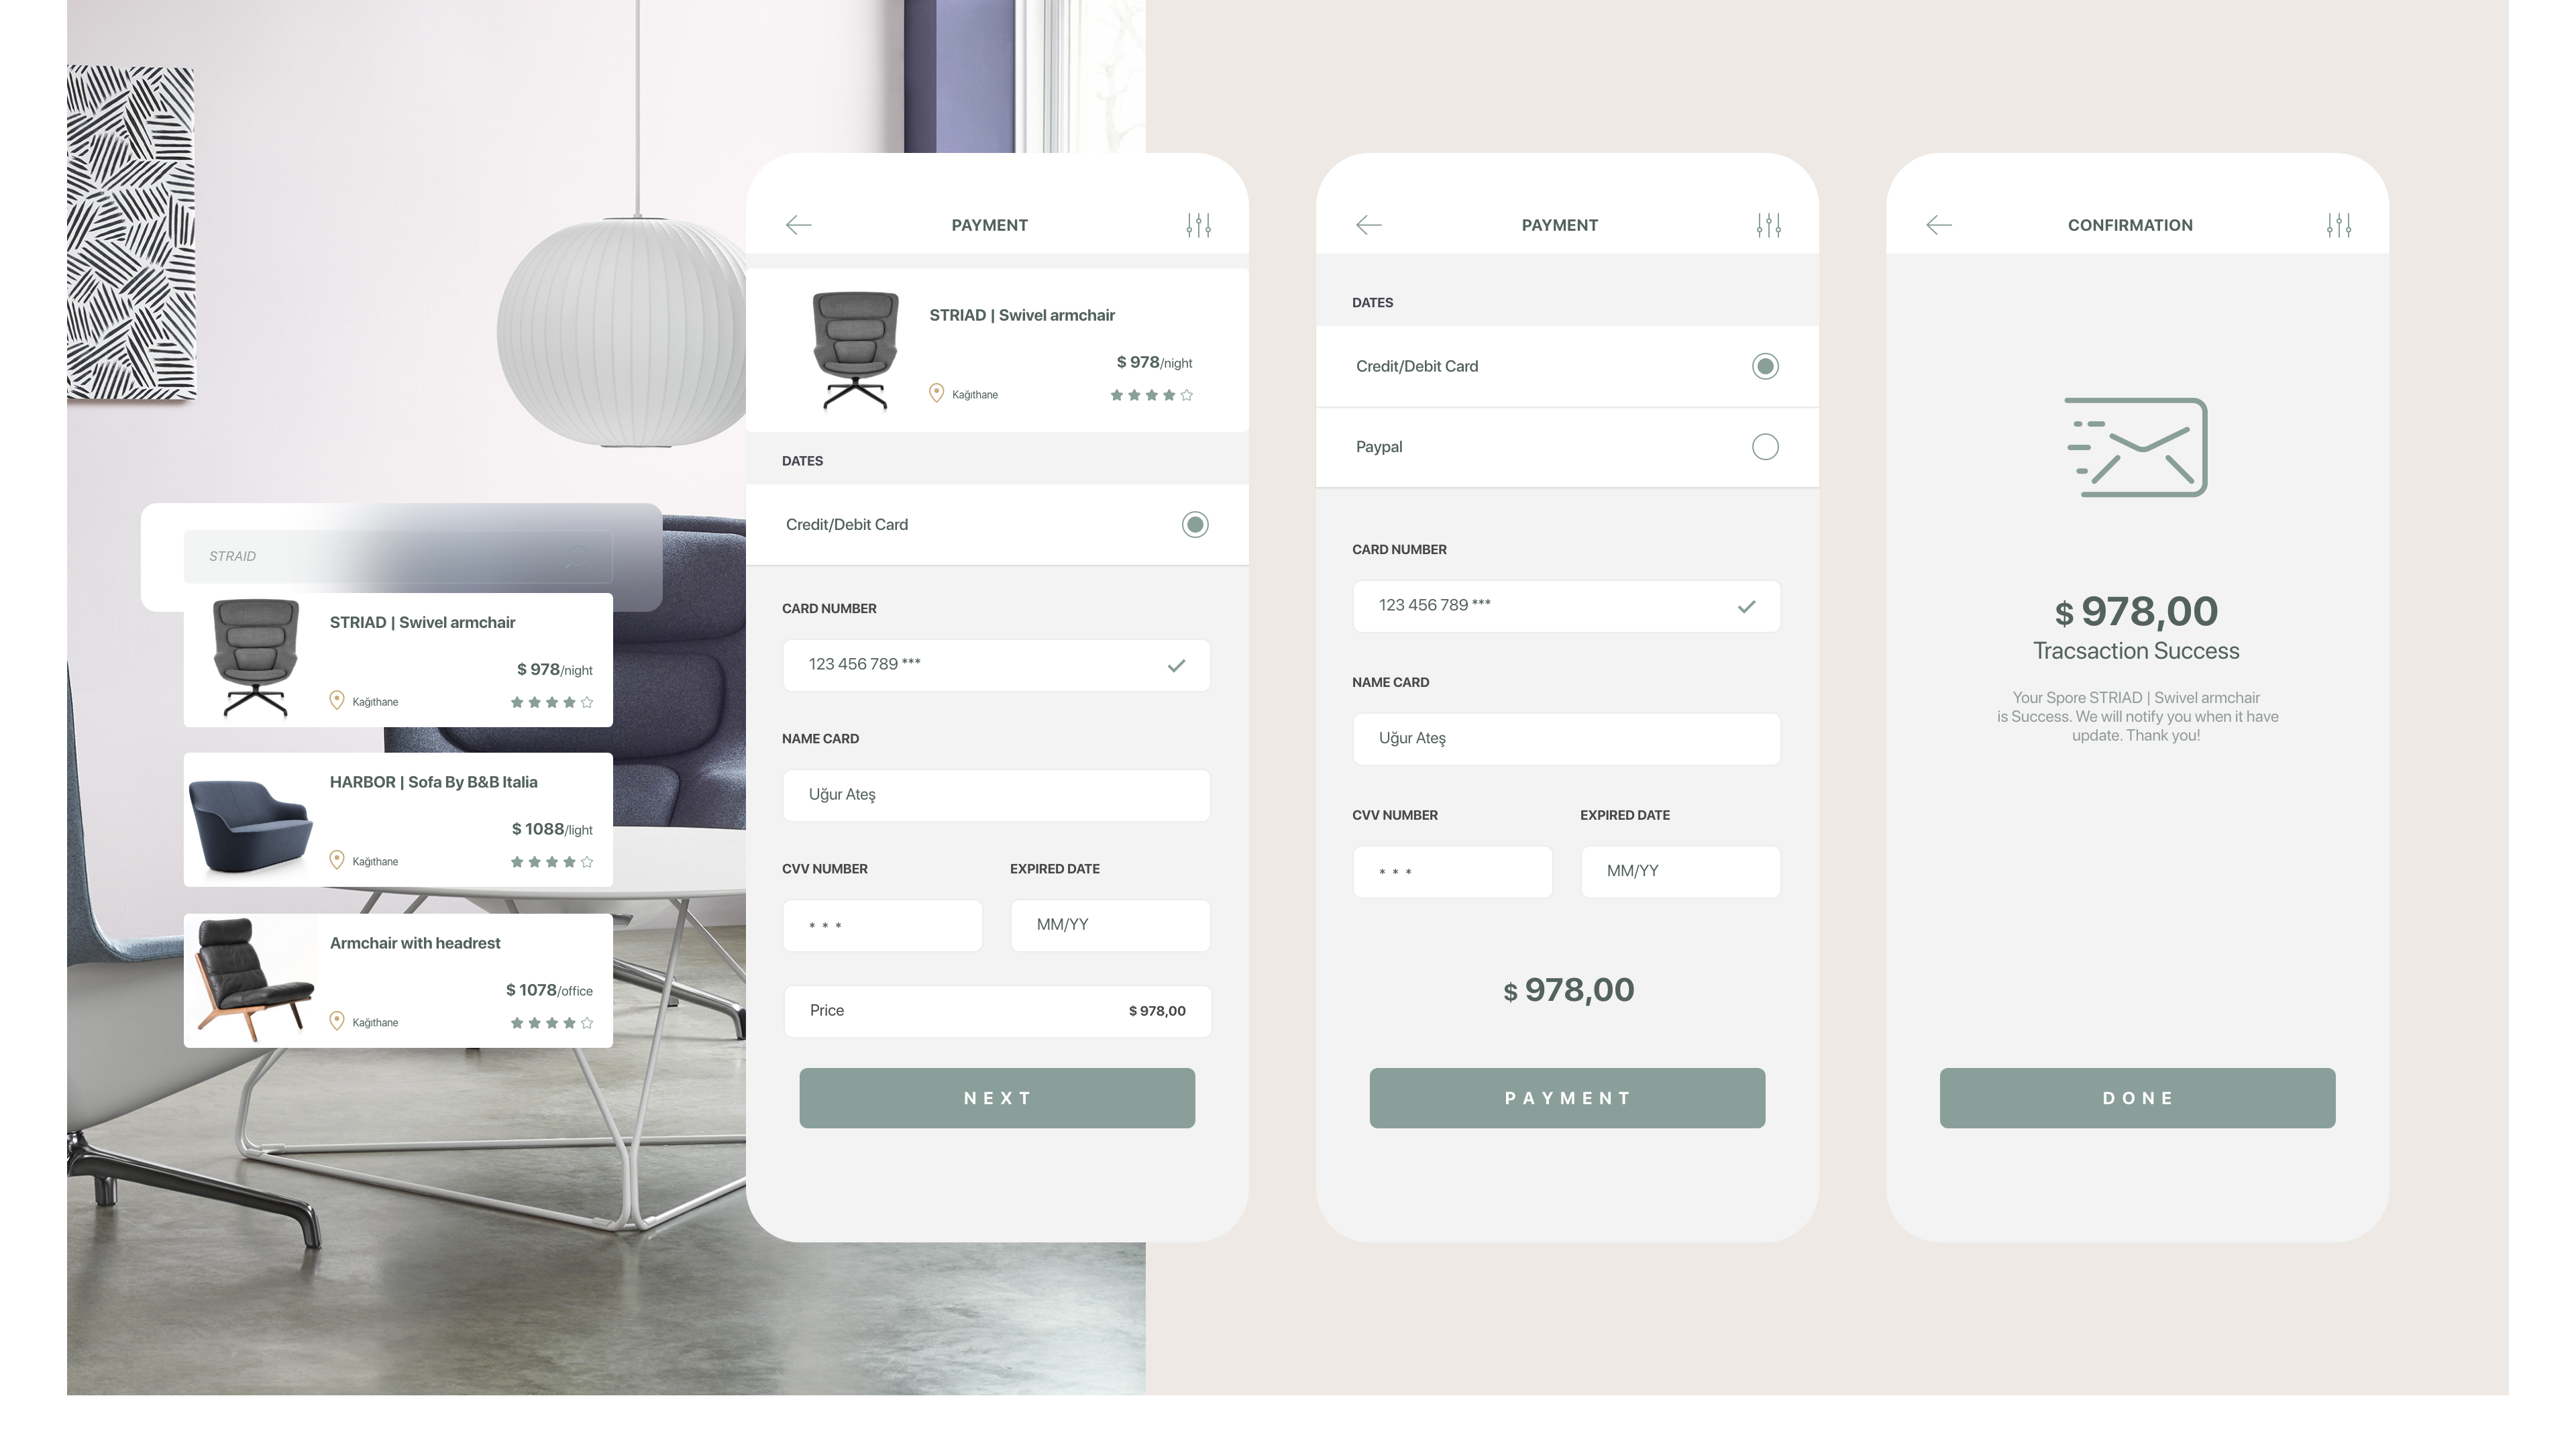 STRAID
STRIAD | Swivel armchair
$ 978/night
Kağıthane
HARBOR | Sofa By B&B Italia
$ 1088/light
Kağıthane
Armchair with headrest
$ 1078/office
Kağıthane
PAYMENT
STRIAD | Swivel armchair
$ 978/night
Kağıthane
DATES
Credit/Debit Card
CARD NUMBER
123 456 789 ***
NAME CARD
Uğur Ateş
CVV NUMBER EXPIRED DATE
* * * MM/YY
Price $ 978,00
NEXT
PAYMENT
DATES
Credit/Debit Card
Paypal
CARD NUMBER
123 456 789 ***
NAME CARD
Uğur Ateş
CVV NUMBER EXPIRED DATE
* * * MM/YY
$ 978,00
PAYMENT
CONFIRMATION
$ 978,00
Tracsaction Success
Your Spore STRIAD | Swivel armchair
is Success. We will notify you when it have
update. Thank you!
DONE